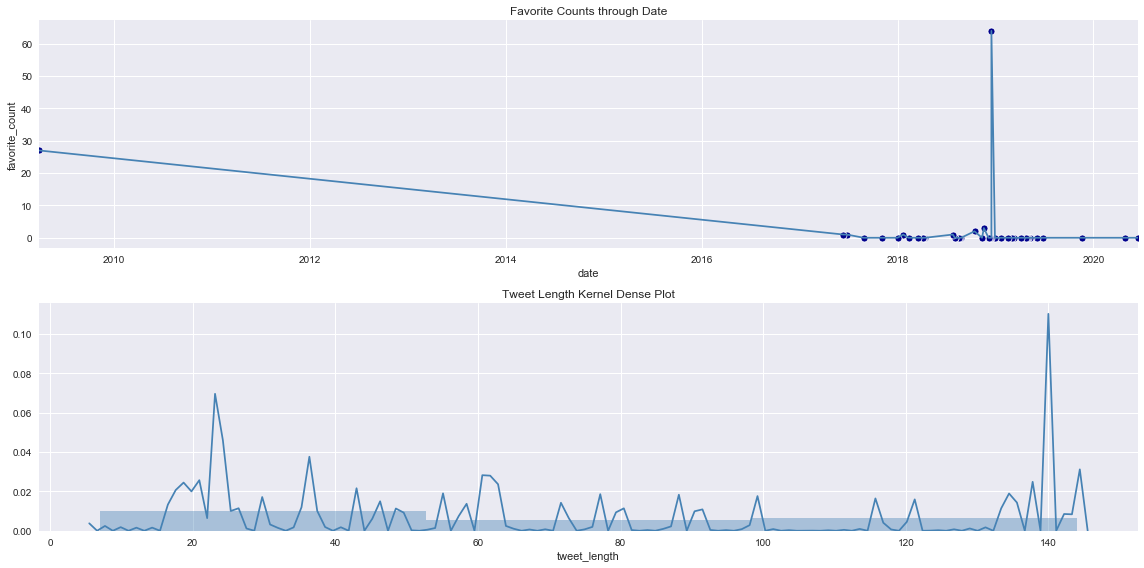 Favorite Counts through Date
60
50
40
30
20
10
0
favorite_count
2010 2012 2014 2016 2018 2020
date
Tweet Length Kernel Dense Plot
0.10
0.08
0.06
0.04
0.02
0.00
0 20 40 60 80 100 120 140
tweet_length